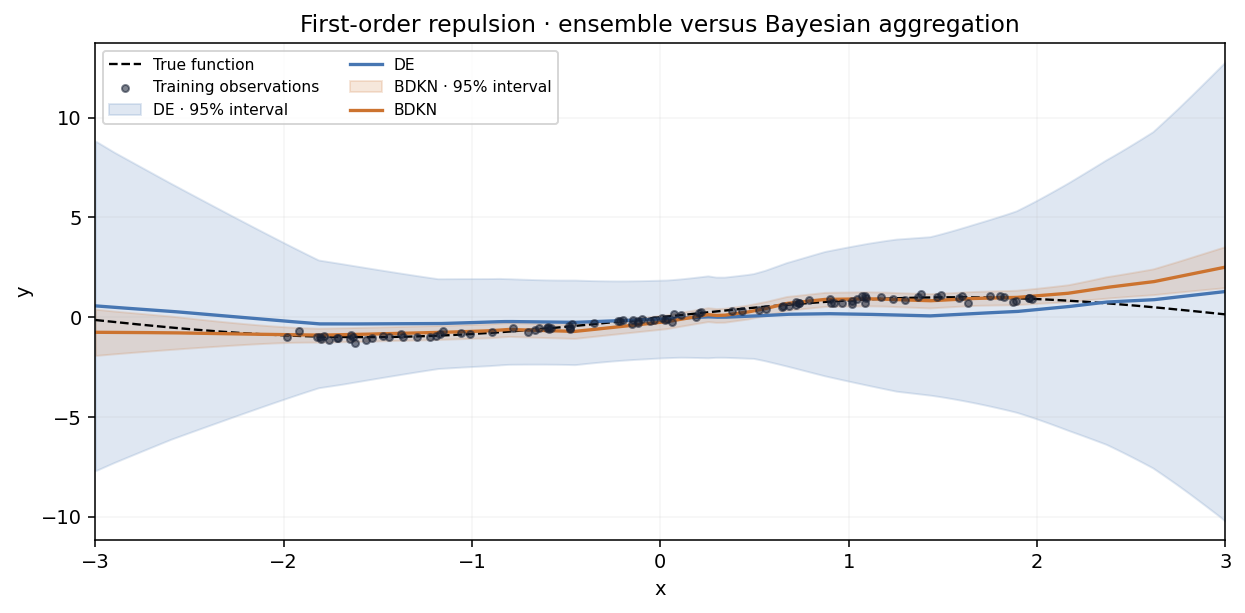 First-order repulsion · ensemble versus Bayesian aggregation
True function
Training observations
DE · 95% interval
DE
BDKN · 95% interval
BDKN
y
10
5
0
−5
−10
−3
−2
−1
0
1
2
3
x